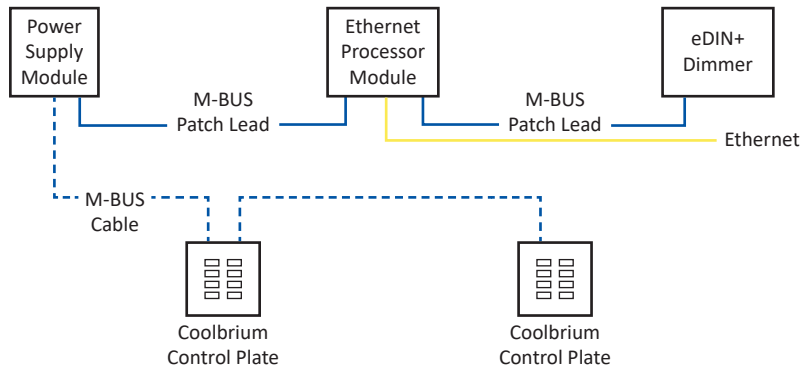 Power
Supply
Module
Ethernet
Processor
Module
eDIN+
Dimmer
M-BUS
Patch Lead
M-BUS
Patch Lead
Ethernet
M-BUS
Cable
Coolbrium
Control Plate
Coolbrium
Control Plate